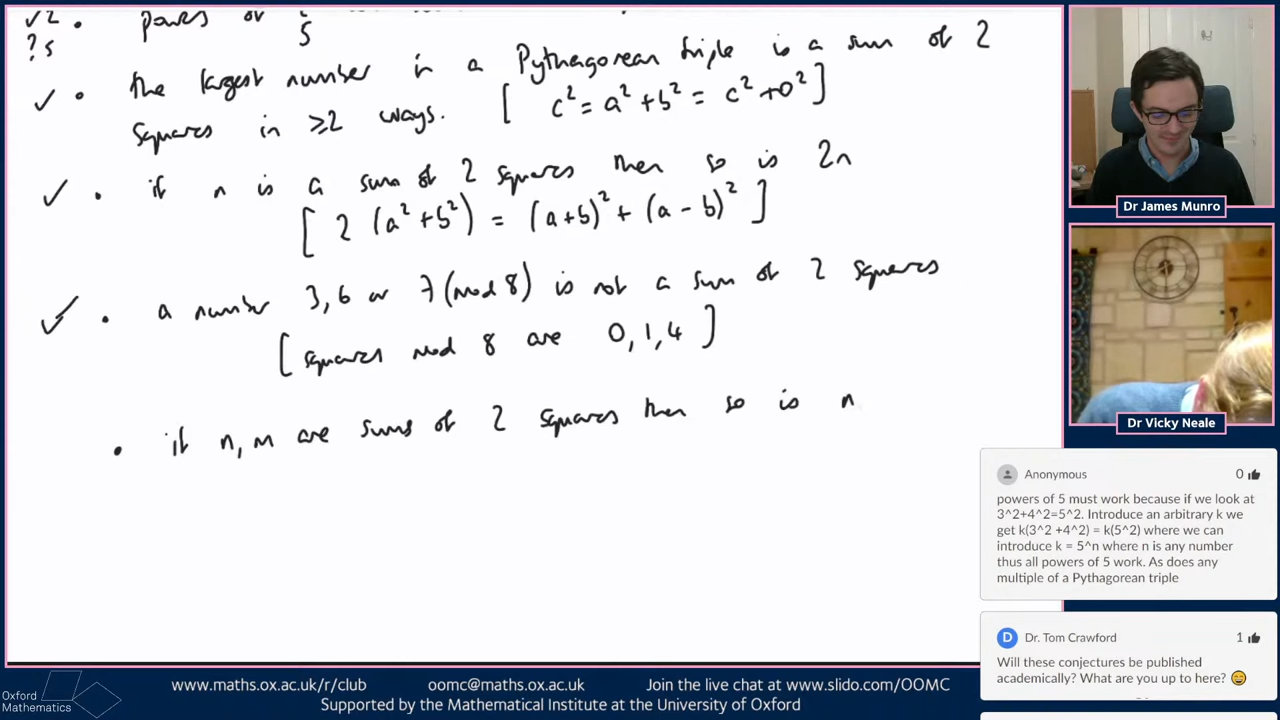 ✓2 • powers of 2
? 5 5
✓ • the largest number in a Pythagorean triple is a sum of 2
squares in ≥2 ways. [ c² = a² + b² = c² + 0² ]
✓ • if n is a sum of 2 squares then so is 2n
[ 2 (a² + b²) = (a+b)² + (a - b)² ]
✓ • a number 3, 6 or 7 (mod 8) is not a sum of 2 squares
[ squares mod 8 are 0, 1, 4 ]
• if n, m are sums of 2 squares then so is n
Dr James Munro
Dr Vicky Neale
Anonymous 0
powers of 5 must work because if we look at
3^2+4^2=5^2. Introduce an arbitrary k we
get k(3^2 +4^2) = k(5^2) where we can
introduce k = 5^n where n is any number
thus all powers of 5 work. As does any
multiple of a Pythagorean triple
D Dr. Tom Crawford 1
Will these conjectures be published
academically? What are you up to here? 😄
Oxford
Mathematics
www.maths.ox.ac.uk/r/club oomc@maths.ox.ac.uk Join the live chat at www.slido.com/OOMC
Supported by the Mathematical Institute at the University of Oxford